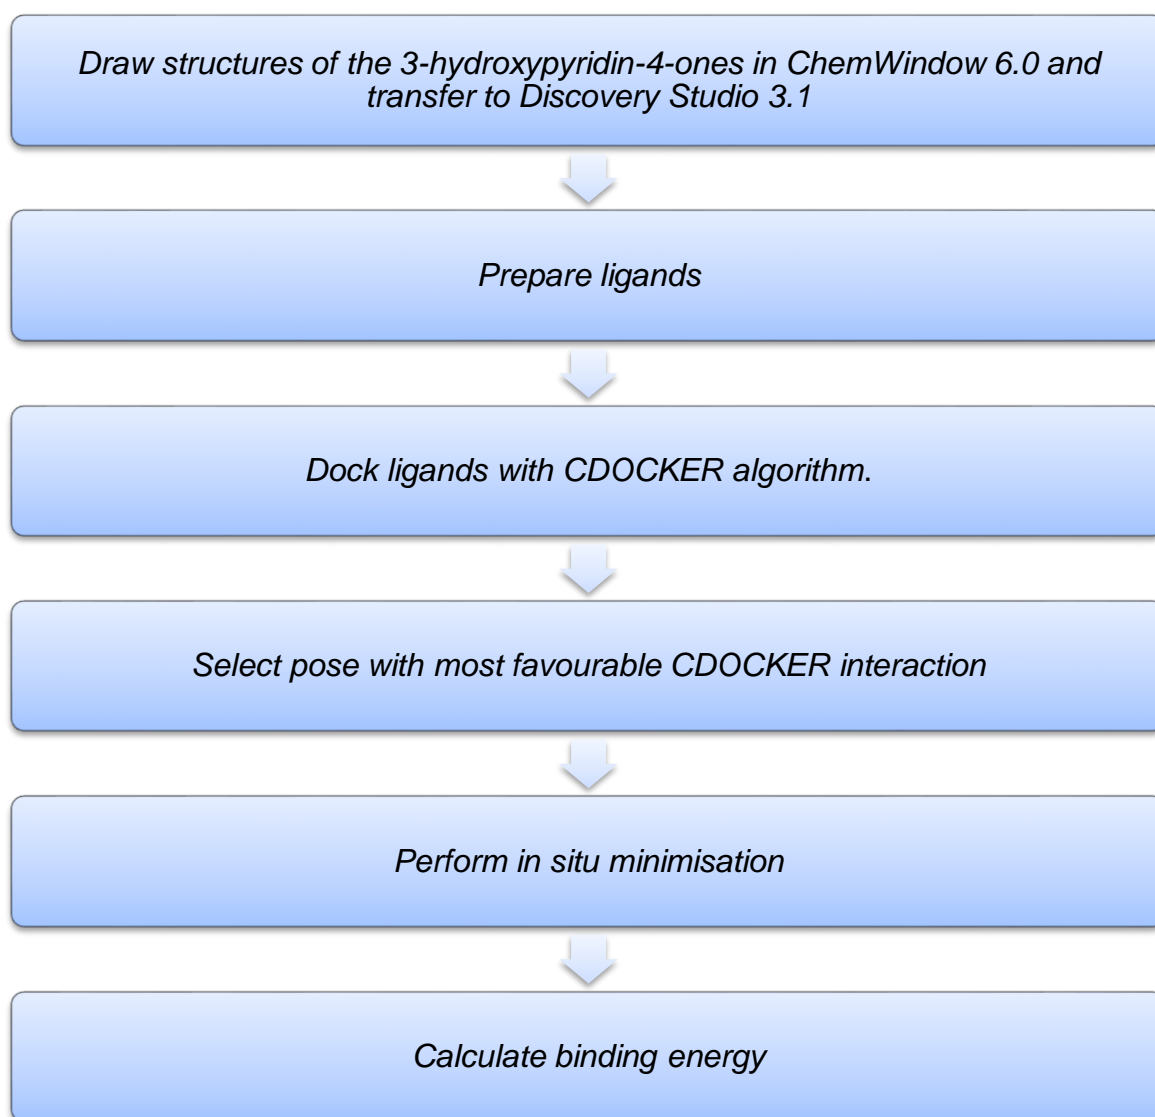 Draw structures of the 3-hydroxypyridin-4-ones in ChemWindow 6.0 and
transfer to Discovery Studio 3.1
Prepare ligands
Dock ligands with CDOCKER algorithm.
Select pose with most favourable CDOCKER interaction
Perform in situ minimisation
Calculate binding energy